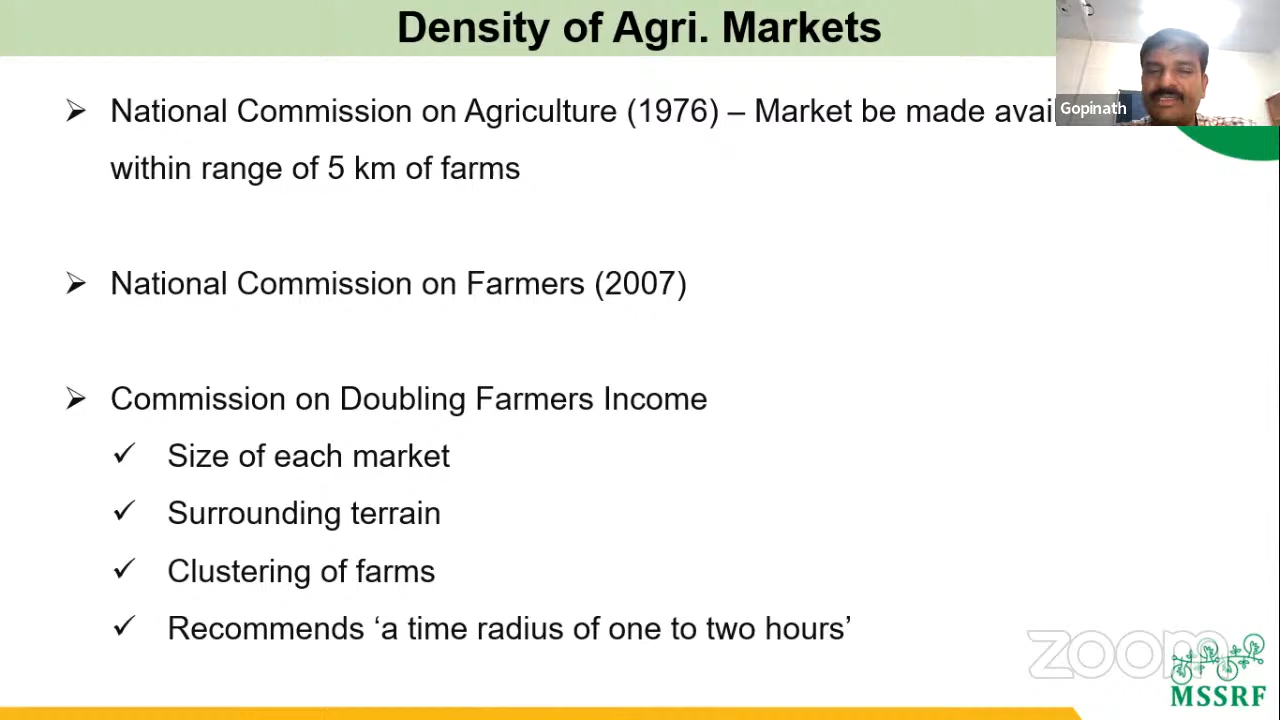 Density of Agri. Markets
Gopinath
National Commission on Agriculture (1976) – Market be made avai
within range of 5 km of farms
National Commission on Farmers (2007)
Commission on Doubling Farmers Income
Size of each market
Surrounding terrain
Clustering of farms
Recommends ‘a time radius of one to two hours’
zoom
MSSRF